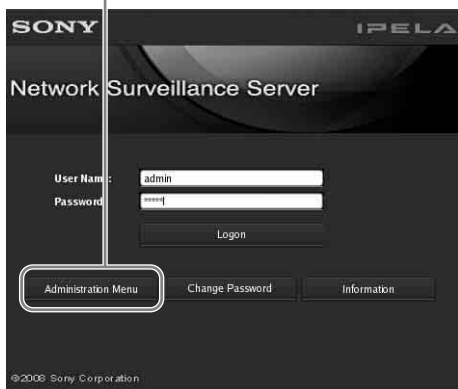 SONY
IPELA
Network Surveillance Server
User Name:
admin
Password
*****
Logon
Administration Menu
Change Password
Information
©2008 Sony Corporation